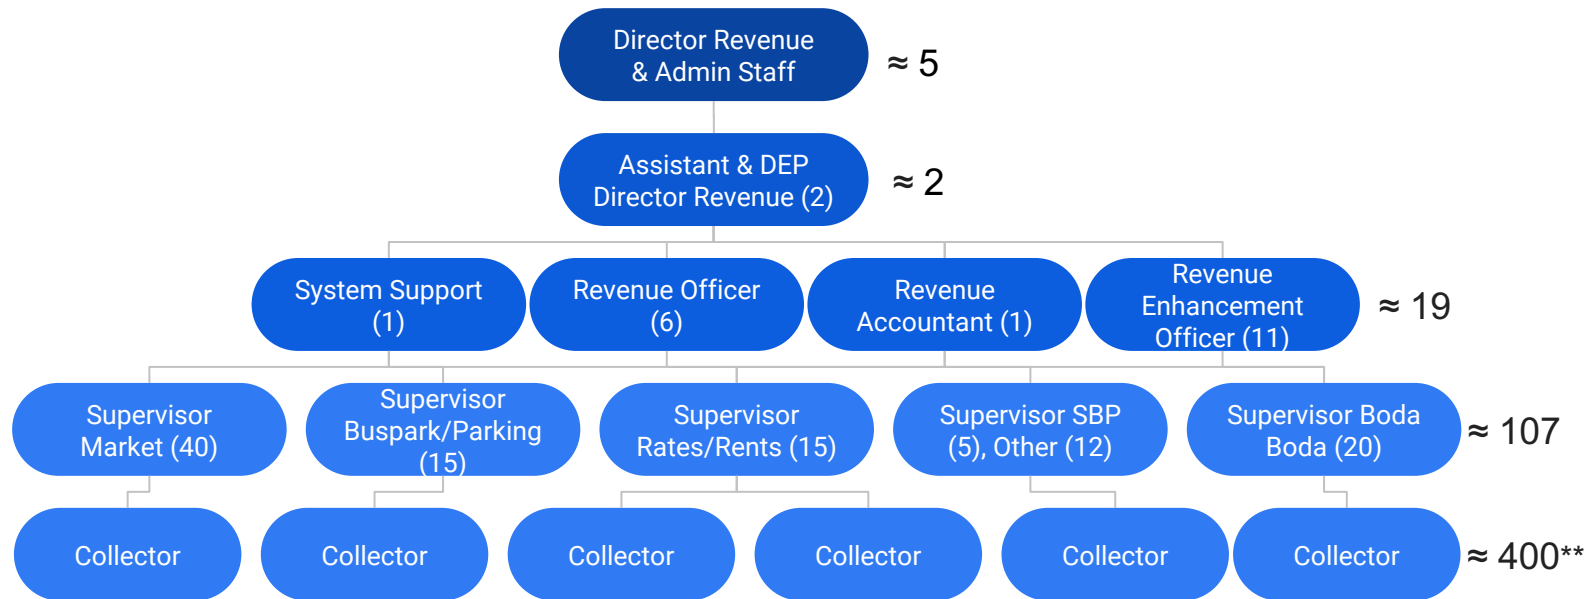 Director Revenue
& Admin Staff
≈ 5
Assistant & DEP
Director Revenue (2)
≈ 2
System Support
(1)
Revenue Officer
(6)
Revenue
Accountant (1)
Revenue
Enhancement
Officer (11)
≈ 19
Supervisor
Market (40)
Supervisor
Buspark/Parking
(15)
Supervisor
Rates/Rents (15)
Supervisor SBP
(5), Other (12)
Supervisor Boda
Boda (20)
≈ 107
Collector
Collector
Collector
Collector
Collector
Collector
≈ 400**